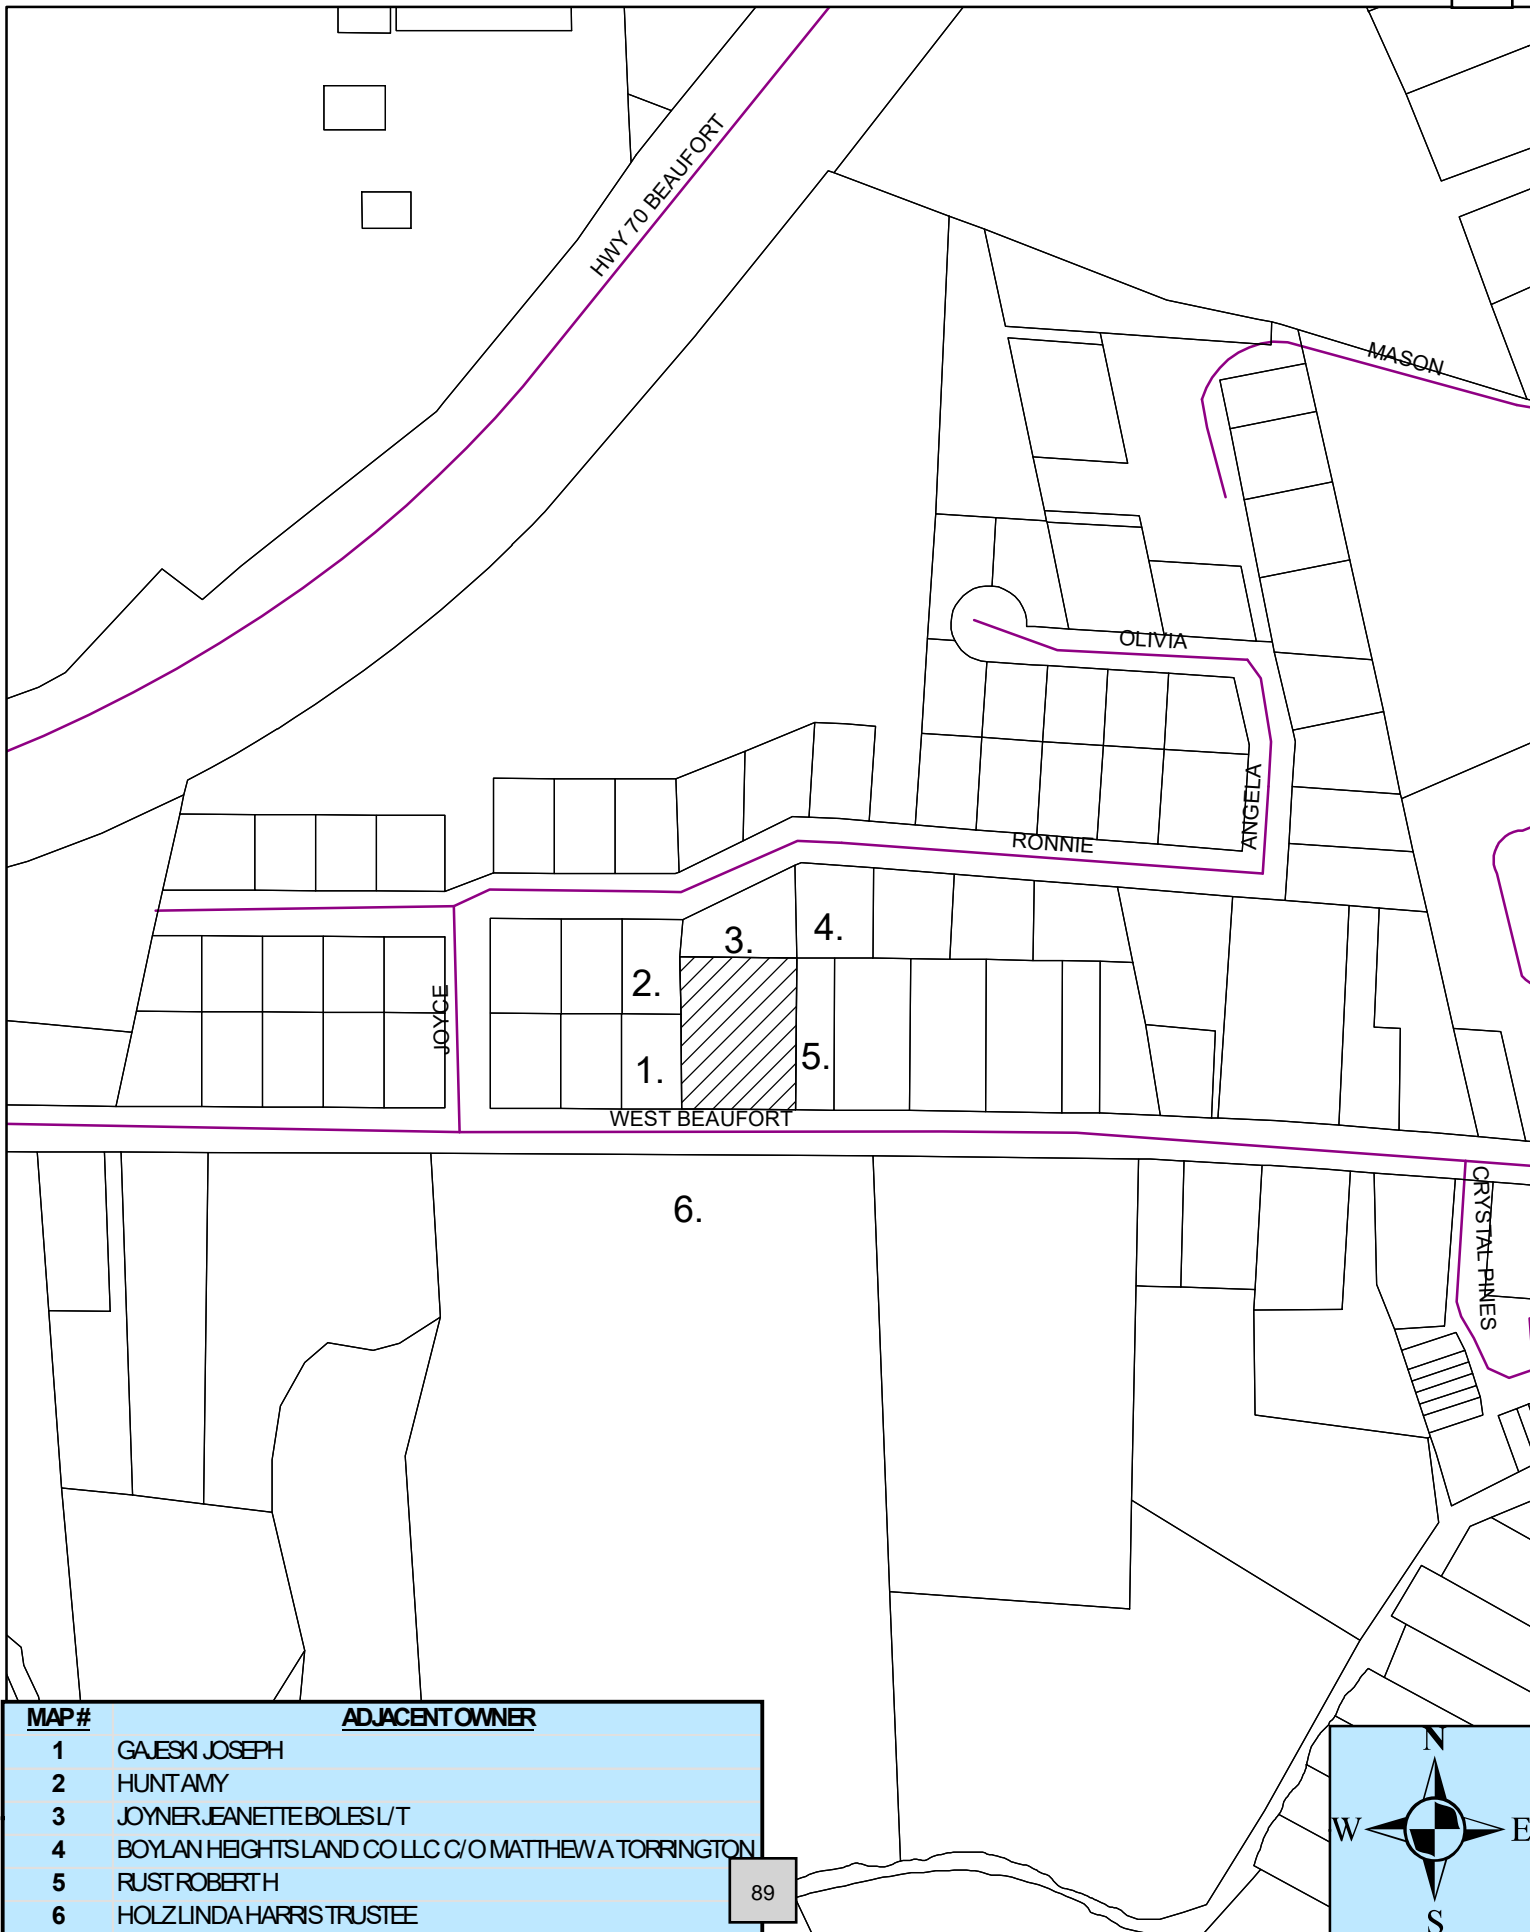 HWY 70 BEAUFORT
MASON
OLIVIA
ANGELA
RONNIE
4.
3.
2.
JOYCE
5.
1.
WEST BEAUFORT
CRYSTAL PINES
6.
MAP # ADJACENT OWNER
1 GAJESKI JOSEPH
2 HUNT AMY
3 JOYNER JEANETTE BOLES L/T
4 BOYLAN HEIGHTS LAND CO LLC C/O MATTHEW A TORRINGTON
5 RUST ROBERT H
6 HOLZ LINDA HARRIS TRUSTEE
89
N
W E
S